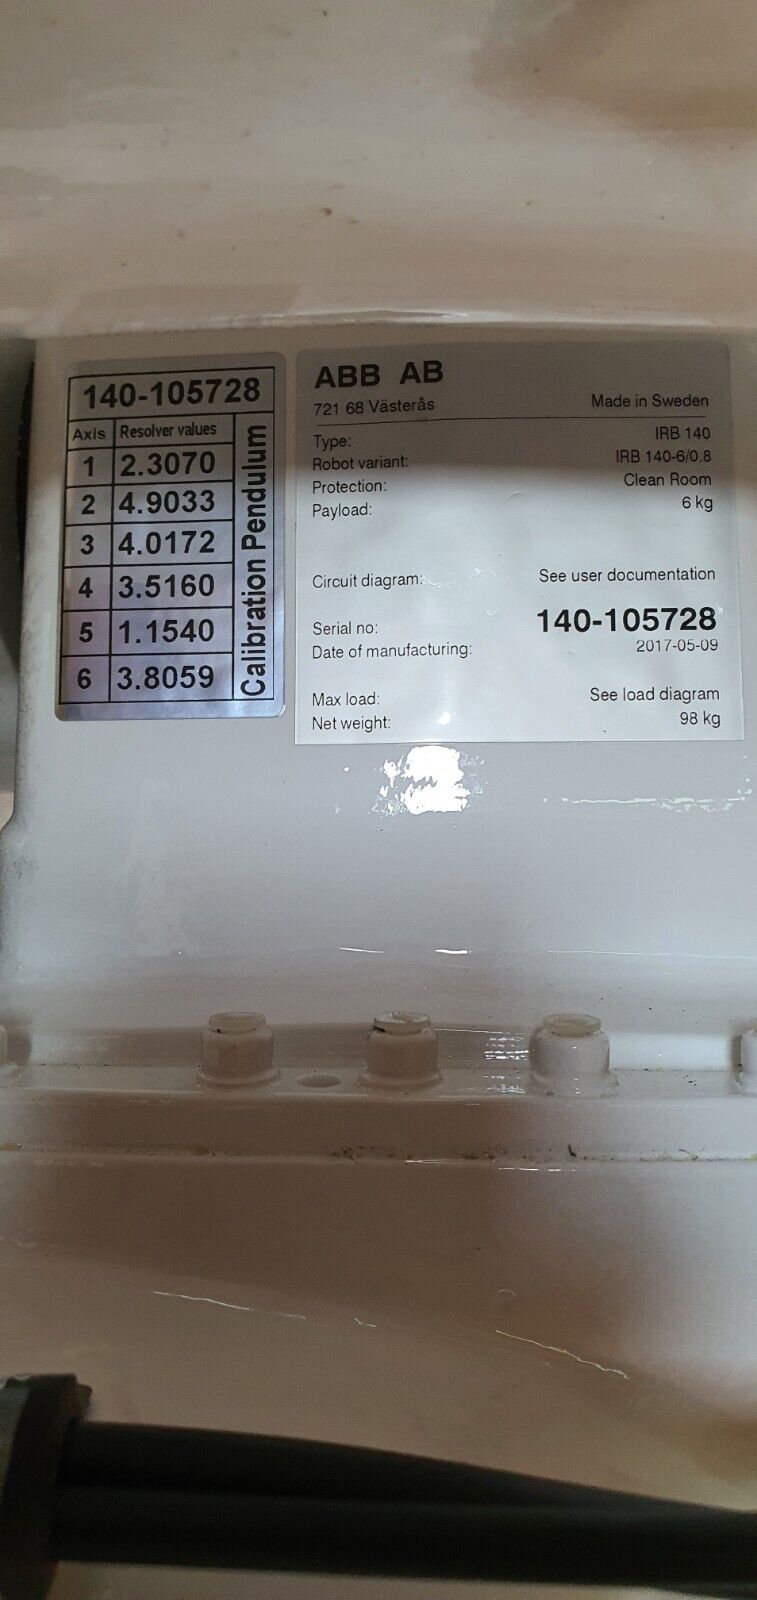 140-105728
Axis Resolver values
1 2.3070
2 4.9033
3 4.0172
4 3.5160
5 1.1540
6 3.8059
Calibration Pendulum
ABB AB
721 68 Västerås Made in Sweden
Type: IRB 140
Robot variant: IRB 140-6/0.8
Protection: Clean Room
Payload: 6 kg
Circuit diagram: See user documentation
Serial no: 140-105728
Date of manufacturing: 2017-05-09
Max load: See load diagram
Net weight: 98 kg